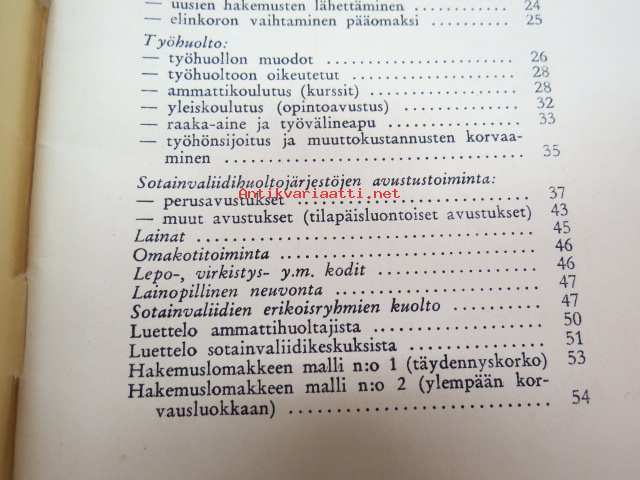 — uusien hakemusten lähettäminen ........... 24
— elinkoron vaihtaminen pääomaksi .......... 25
Työhuolto:
— työhuollon muodot .................... 26
— työhuoltoon oikeutetut .................. 28
— ammattikoulutus (kurssit) ................ 28
— yleiskoulutus (opintoavustus) ............. 32
— raaka-aine ja työvälineapu ............... 33
— työhönsijoitus ja muuttokustannusten korvaa-
minen ............................... 35
Sotainvaliidihuoltojärjestöjen avustustoiminta:
Antikvariaatti.net
— perusavustukset ...................... 37
— muut avustukset (tilapäisluontoiset avustukset) 43
Lainat .................................. 45
Omakotitoiminta ......................... 46
Lepo-, virkistys- y.m. kodit ................ 46
Lainopillinen neuvonta .................... 47
Sotainvaliidien erikoisryhmien kuolto .......... 47
Luettelo ammattihuoltajista .................. 50
Luettelo sotainvaliidikeskuksista .............. 51
Hakemuslomakkeen malli n:o 1 (täydennyskorko) 53
Hakemuslomakkeen malli n:o 2 (ylempään kor-
vausluokkaan) .......................... 54